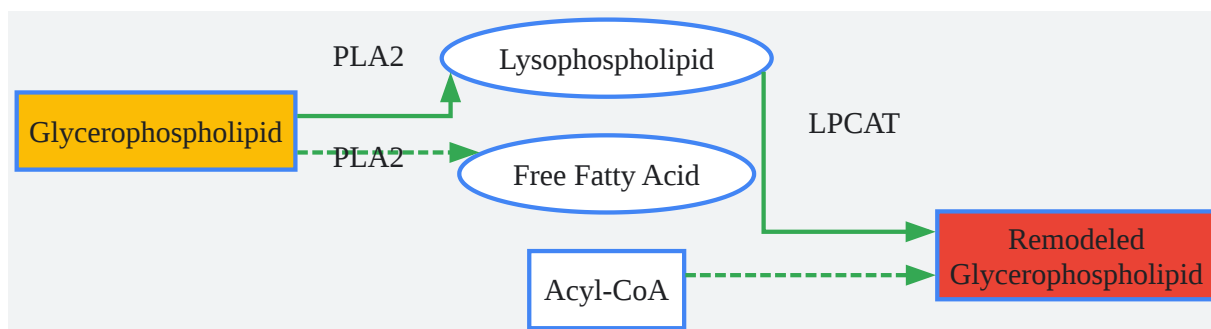 PLA2
Lysophospholipid
Glycerophospholipid
LPCAT
PLA2
Free Fatty Acid
Remodeled
Glycerophospholipid
Acyl-CoA